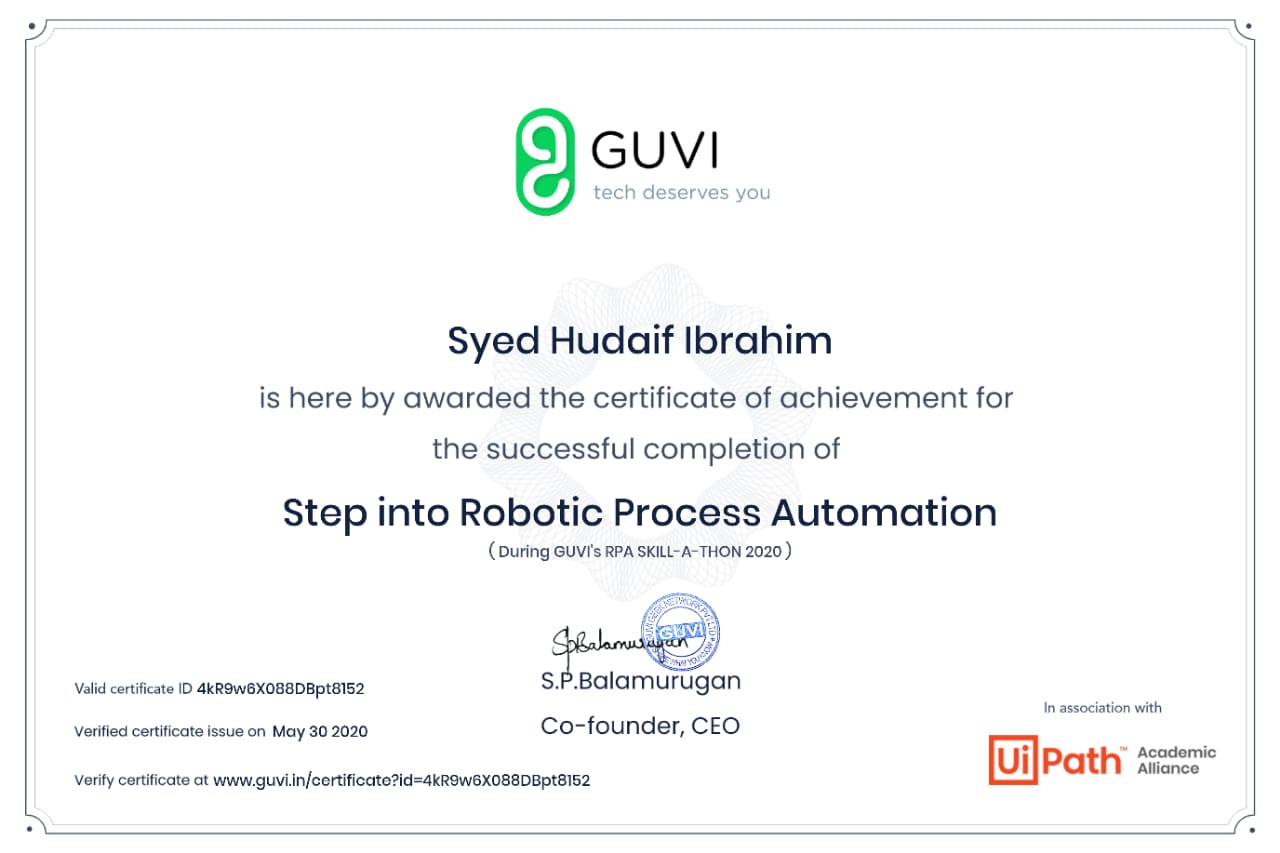 GUVI
tech deserves you
Syed Hudaif Ibrahim
is here by awarded the certificate of achievement for
the successful completion of
Step into Robotic Process Automation
( During GUVI's RPA SKILL-A-THON 2020 )
SpBalamurugan
GUVI
S.P.Balamurugan
Co-founder, CEO
Valid certificate ID 4kR9w6X088DBpt8152
Verified certificate issue on May 30 2020
Verify certificate at www.guvi.in/certificate?id=4kR9w6X088DBpt8152
In association with
UiPath™ Academic
Alliance